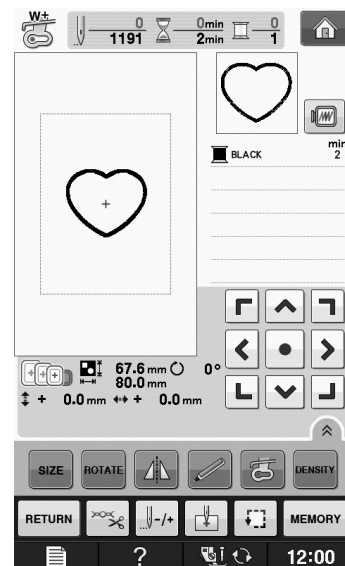 W±
0
1191
0min
2min
0
1
BLACK
min
2
67.6 mm 0°
80.0 mm
+ 0.0 mm + 0.0 mm
SIZE ROTATE DENSITY
RETURN -/+ MEMORY
? 12:00